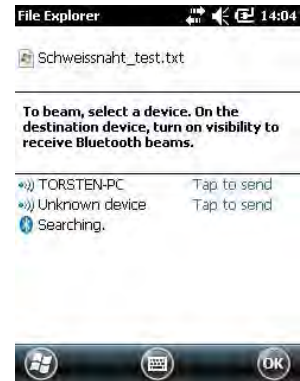 File Explorer 14:04
Schweissnaht_test.txt
To beam, select a device. On the
destination device, turn on visibility to
receive Bluetooth beams.
TORSTEN-PC Tap to send
Unknown device Tap to send
Searching.
OK